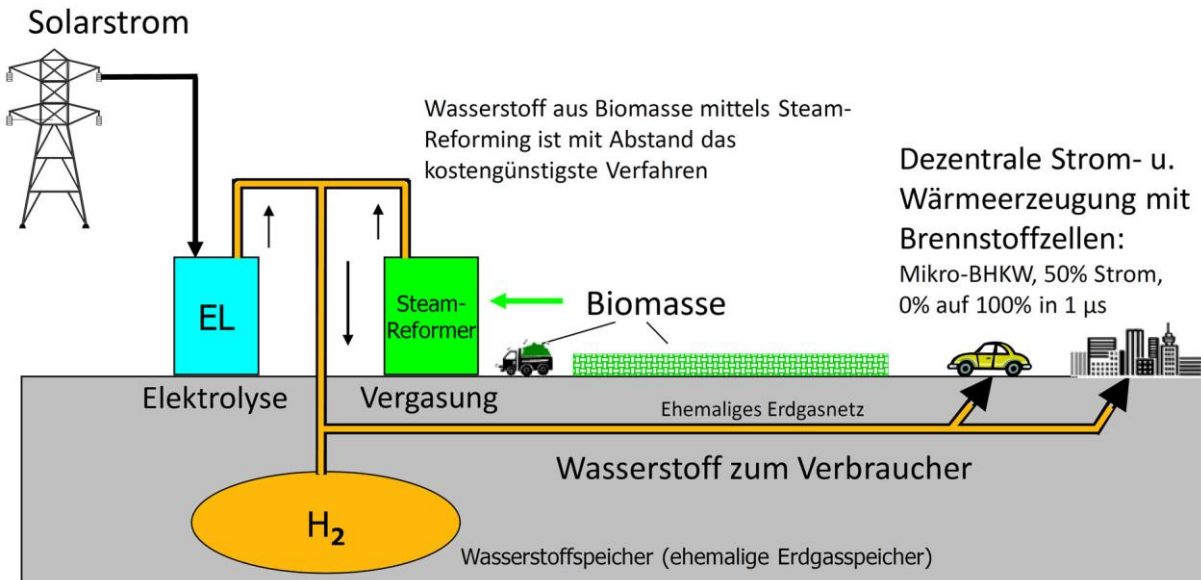 Solarstrom
Wasserstoff aus Biomasse mittels Steam-
Reforming ist mit Abstand das
kostengünstigste Verfahren
Dezentrale Strom- u.
Wärmeerzeugung mit
Brennstoffzellen:
Mikro-BHKW, 50% Strom,
0% auf 100% in 1 µs
EL
Steam-
Reformer
Biomasse
Elektrolyse
Vergasung
Ehemaliges Erdgasnetz
Wasserstoff zum Verbraucher
H₂
Wasserstoffspeicher (ehemalige Erdgasspeicher)